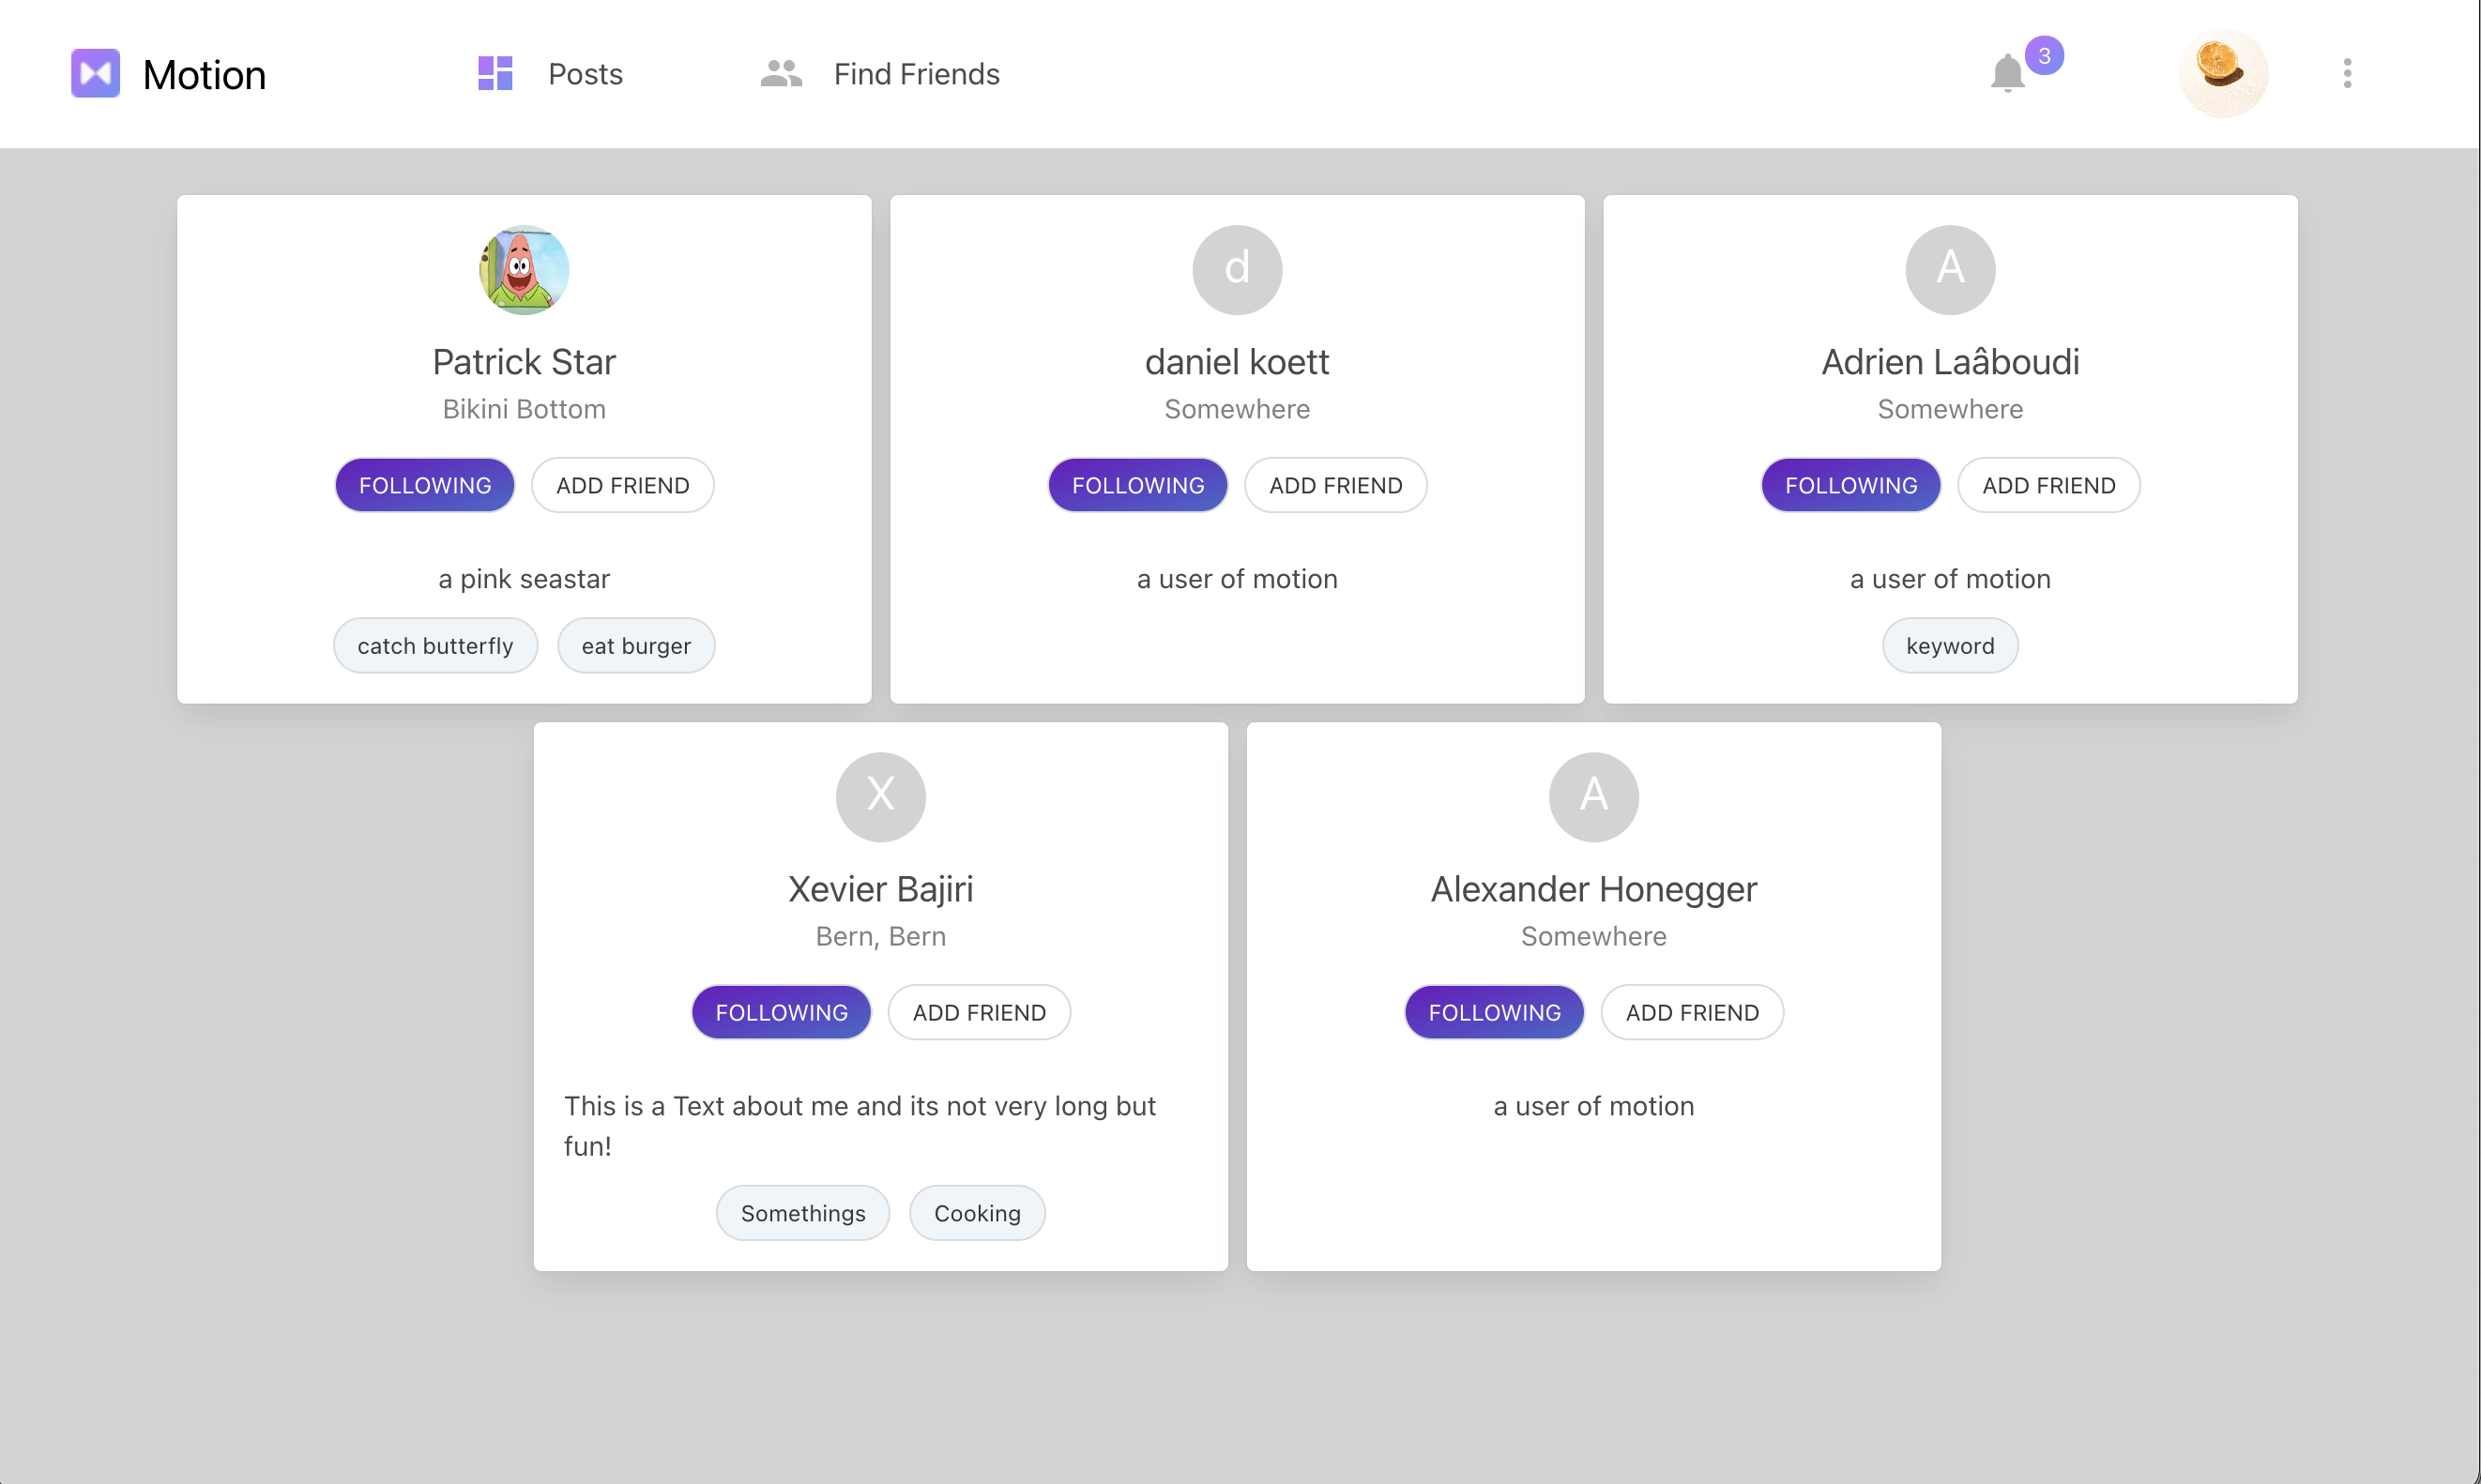 Motion
Posts
Find Friends
3
Patrick Star
Bikini Bottom
FOLLOWING
ADD FRIEND
a pink seastar
catch butterfly
eat burger
d
daniel koett
Somewhere
FOLLOWING
ADD FRIEND
a user of motion
A
Adrien Laâboudi
Somewhere
FOLLOWING
ADD FRIEND
a user of motion
keyword
X
Xevier Bajiri
Bern, Bern
FOLLOWING
ADD FRIEND
This is a Text about me and its not very long but
fun!
Somethings
Cooking
A
Alexander Honegger
Somewhere
FOLLOWING
ADD FRIEND
a user of motion